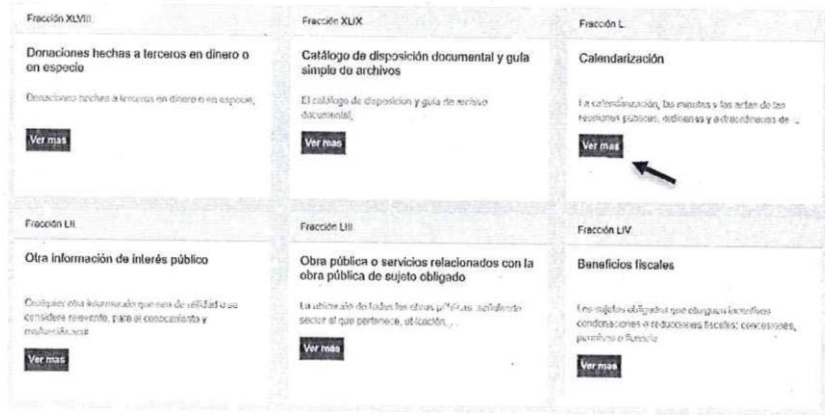 Fracción XLVIII.
Donaciones hechas a terceros en dinero o
en especie
Donaciones hechas a terceros en dinero o en especie,
Ver mas
Fracción XLIX
Catálogo de disposición documental y guía
simple de archivos
El catálogo de disposición y guía de archivo
documental,
Ver mas
Fracción L.
Calendarización
La calendarización, las minutas y las actas de las
reuniones públicas, ordinarias y extraordinarias de ...
Ver mas
Fracción LII.
Otra información de interés público
Cualquier otra información que sea de utilidad o se
considere relevante, para el conocimiento y
Ver mas
Fracción LIII
Obra pública o servicios relacionados con la
obra pública de sujeto obligado
La ubicación de todas las obras públicas, señalando
sector al que pertenece, ubicación,
Ver mas
Fracción LIV.
Beneficios fiscales
Los sujetos obligados que otorguen incentivos
condonaciones o reducciones fiscales; concesiones,
permisos o licencia
Ver mas